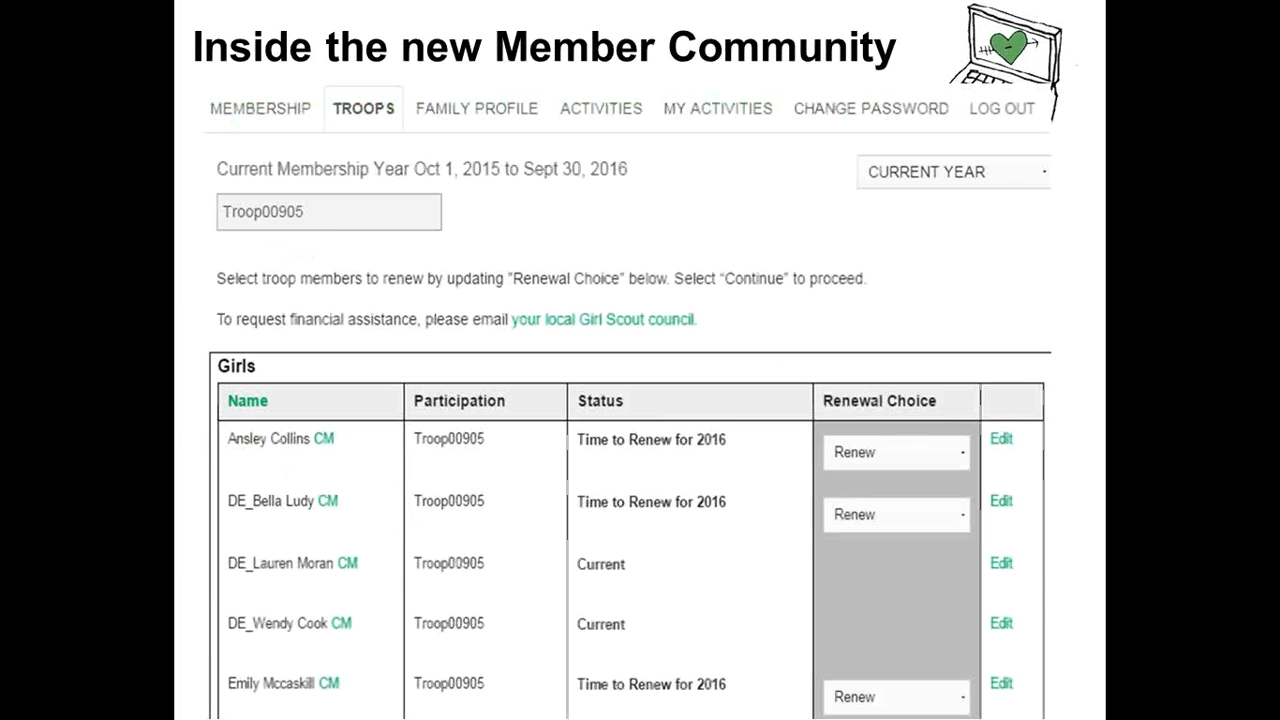 Inside the new Member Community
MEMBERSHIP TROOPS FAMILY PROFILE ACTIVITIES MY ACTIVITIES CHANGE PASSWORD LOG OUT
Current Membership Year Oct 1, 2015 to Sept 30, 2016 CURRENT YEAR
Troop00905
Select troop members to renew by updating "Renewal Choice" below. Select "Continue" to proceed.
To request financial assistance, please email your local Girl Scout council.
Girls
Name Participation Status Renewal Choice
Ansley Collins CM Troop00905 Time to Renew for 2016 Renew Edit
DE_Bella Ludy CM Troop00905 Time to Renew for 2016 Renew Edit
DE_Lauren Moran CM Troop00905 Current Edit
DE_Wendy Cook CM Troop00905 Current Edit
Emily Mccaskill CM Troop00905 Time to Renew for 2016 Renew Edit